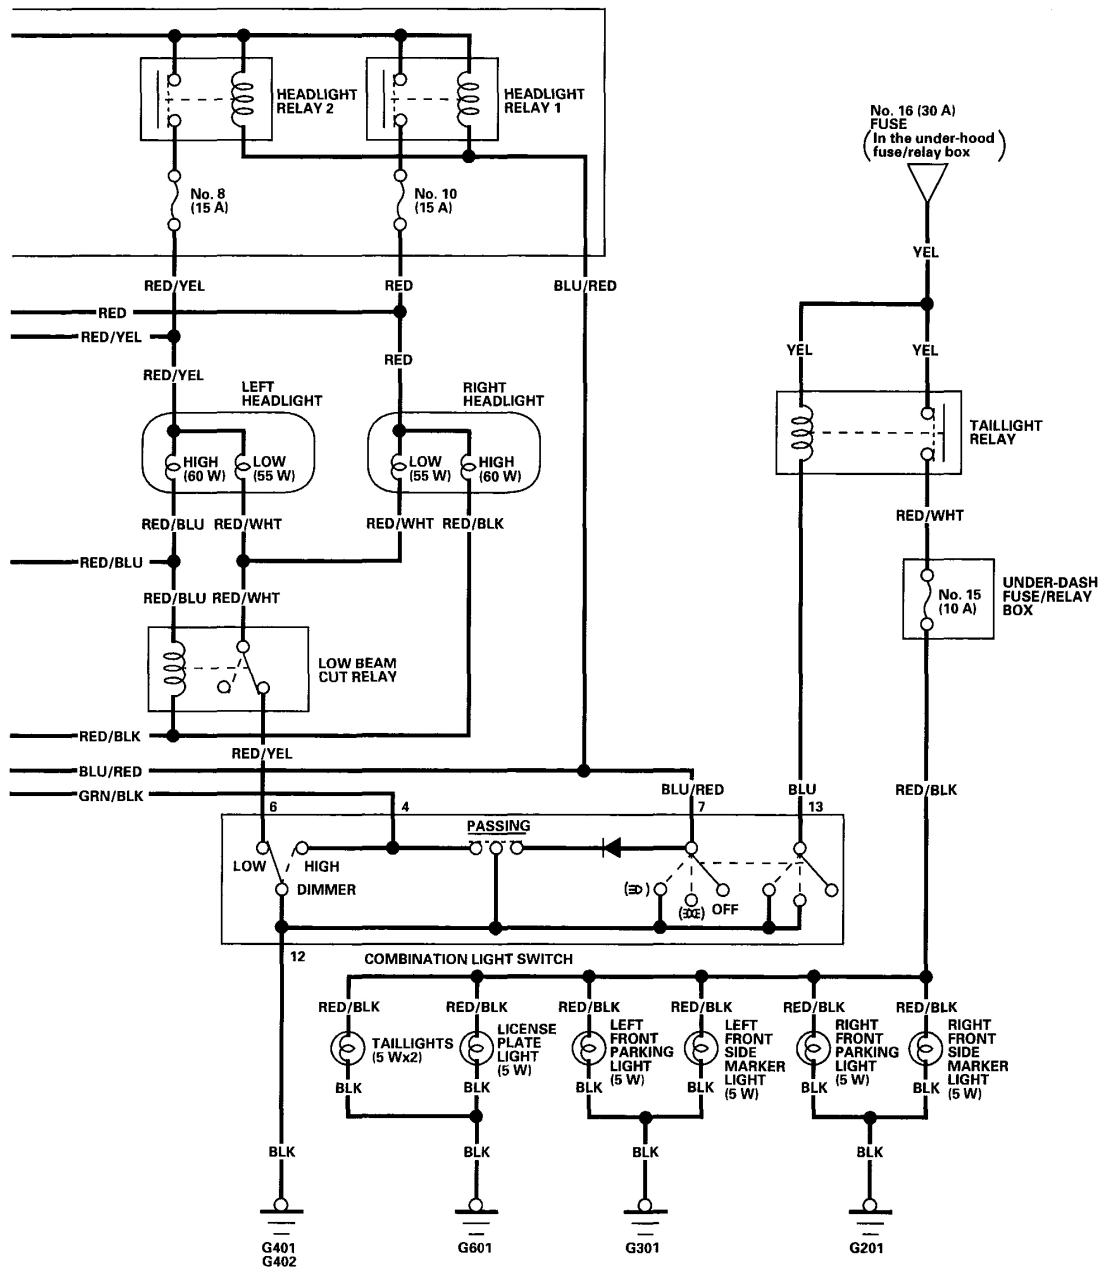 HEADLIGHT
RELAY 2
HEADLIGHT
RELAY 1
No. 16 (30 A)
FUSE
(In the under-hood
fuse/relay box)
No. 8
(15 A)
No. 10
(15 A)
YEL
RED/YEL
RED
BLU/RED
RED
RED/YEL
RED
RED/YEL
YEL
YEL
LEFT
HEADLIGHT
RIGHT
HEADLIGHT
TAILLIGHT
RELAY
HIGH
(60 W)
LOW
(55 W)
LOW
(55 W)
HIGH
(60 W)
RED/BLU
RED/WHT
RED/WHT
RED/BLK
RED/WHT
RED/BLU
RED/BLU
RED/WHT
No. 15
(10 A)
UNDER-DASH
FUSE/RELAY
BOX
LOW BEAM
CUT RELAY
RED/BLK
RED/YEL
BLU/RED
GRN/BLK
BLU/RED
BLU
RED/BLK
6
4
7
13
PASSING
LOW
HIGH
DIMMER
OFF
12
COMBINATION LIGHT SWITCH
RED/BLK
RED/BLK
RED/BLK
RED/BLK
RED/BLK
RED/BLK
TAILLIGHTS
(5 Wx2)
LICENSE
PLATE
LIGHT
(5 W)
LEFT
FRONT
PARKING
LIGHT
(5 W)
LEFT
FRONT
SIDE
MARKER
LIGHT
(5 W)
RIGHT
FRONT
PARKING
LIGHT
(5 W)
RIGHT
FRONT
SIDE
MARKER
LIGHT
(5 W)
BLK
BLK
BLK
BLK
BLK
BLK
BLK
BLK
BLK
BLK
G401
G402
G601
G301
G201